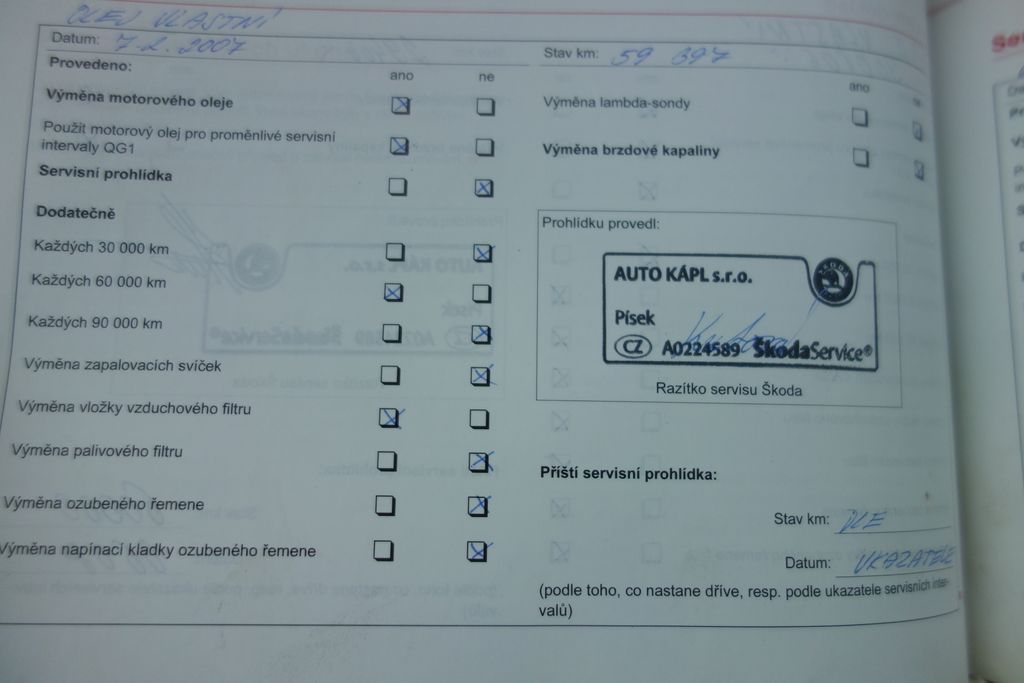 OLEJ VLASTNÍ
Datum: 7.2.2007
Stav km: 59 697
Provedeno:
ano ne
ano ne
Výměna motorového oleje
Výměna lambda-sondy
Použit motorový olej pro proměnlivé servisní
intervaly QG1
Výměna brzdové kapaliny
Servisní prohlídka
Dodatečně
Každých 30 000 km
Každých 60 000 km
Každých 90 000 km
Výměna zapalovacích svíček
Výměna vložky vzduchového filtru
Výměna palivového filtru
Výměna ozubeného řemene
Výměna napínací kladky ozubeného řemene
Prohlídku provedl:
AUTO KÁPL s.r.o.
ŠKODA
Písek
CZ A0224589 ŠkodaService®
Razítko servisu Škoda
Příští servisní prohlídka:
Stav km: DLE
Datum: UKAZATELE
(podle toho, co nastane dříve, resp. podle ukazatele servisních inter-
valů)